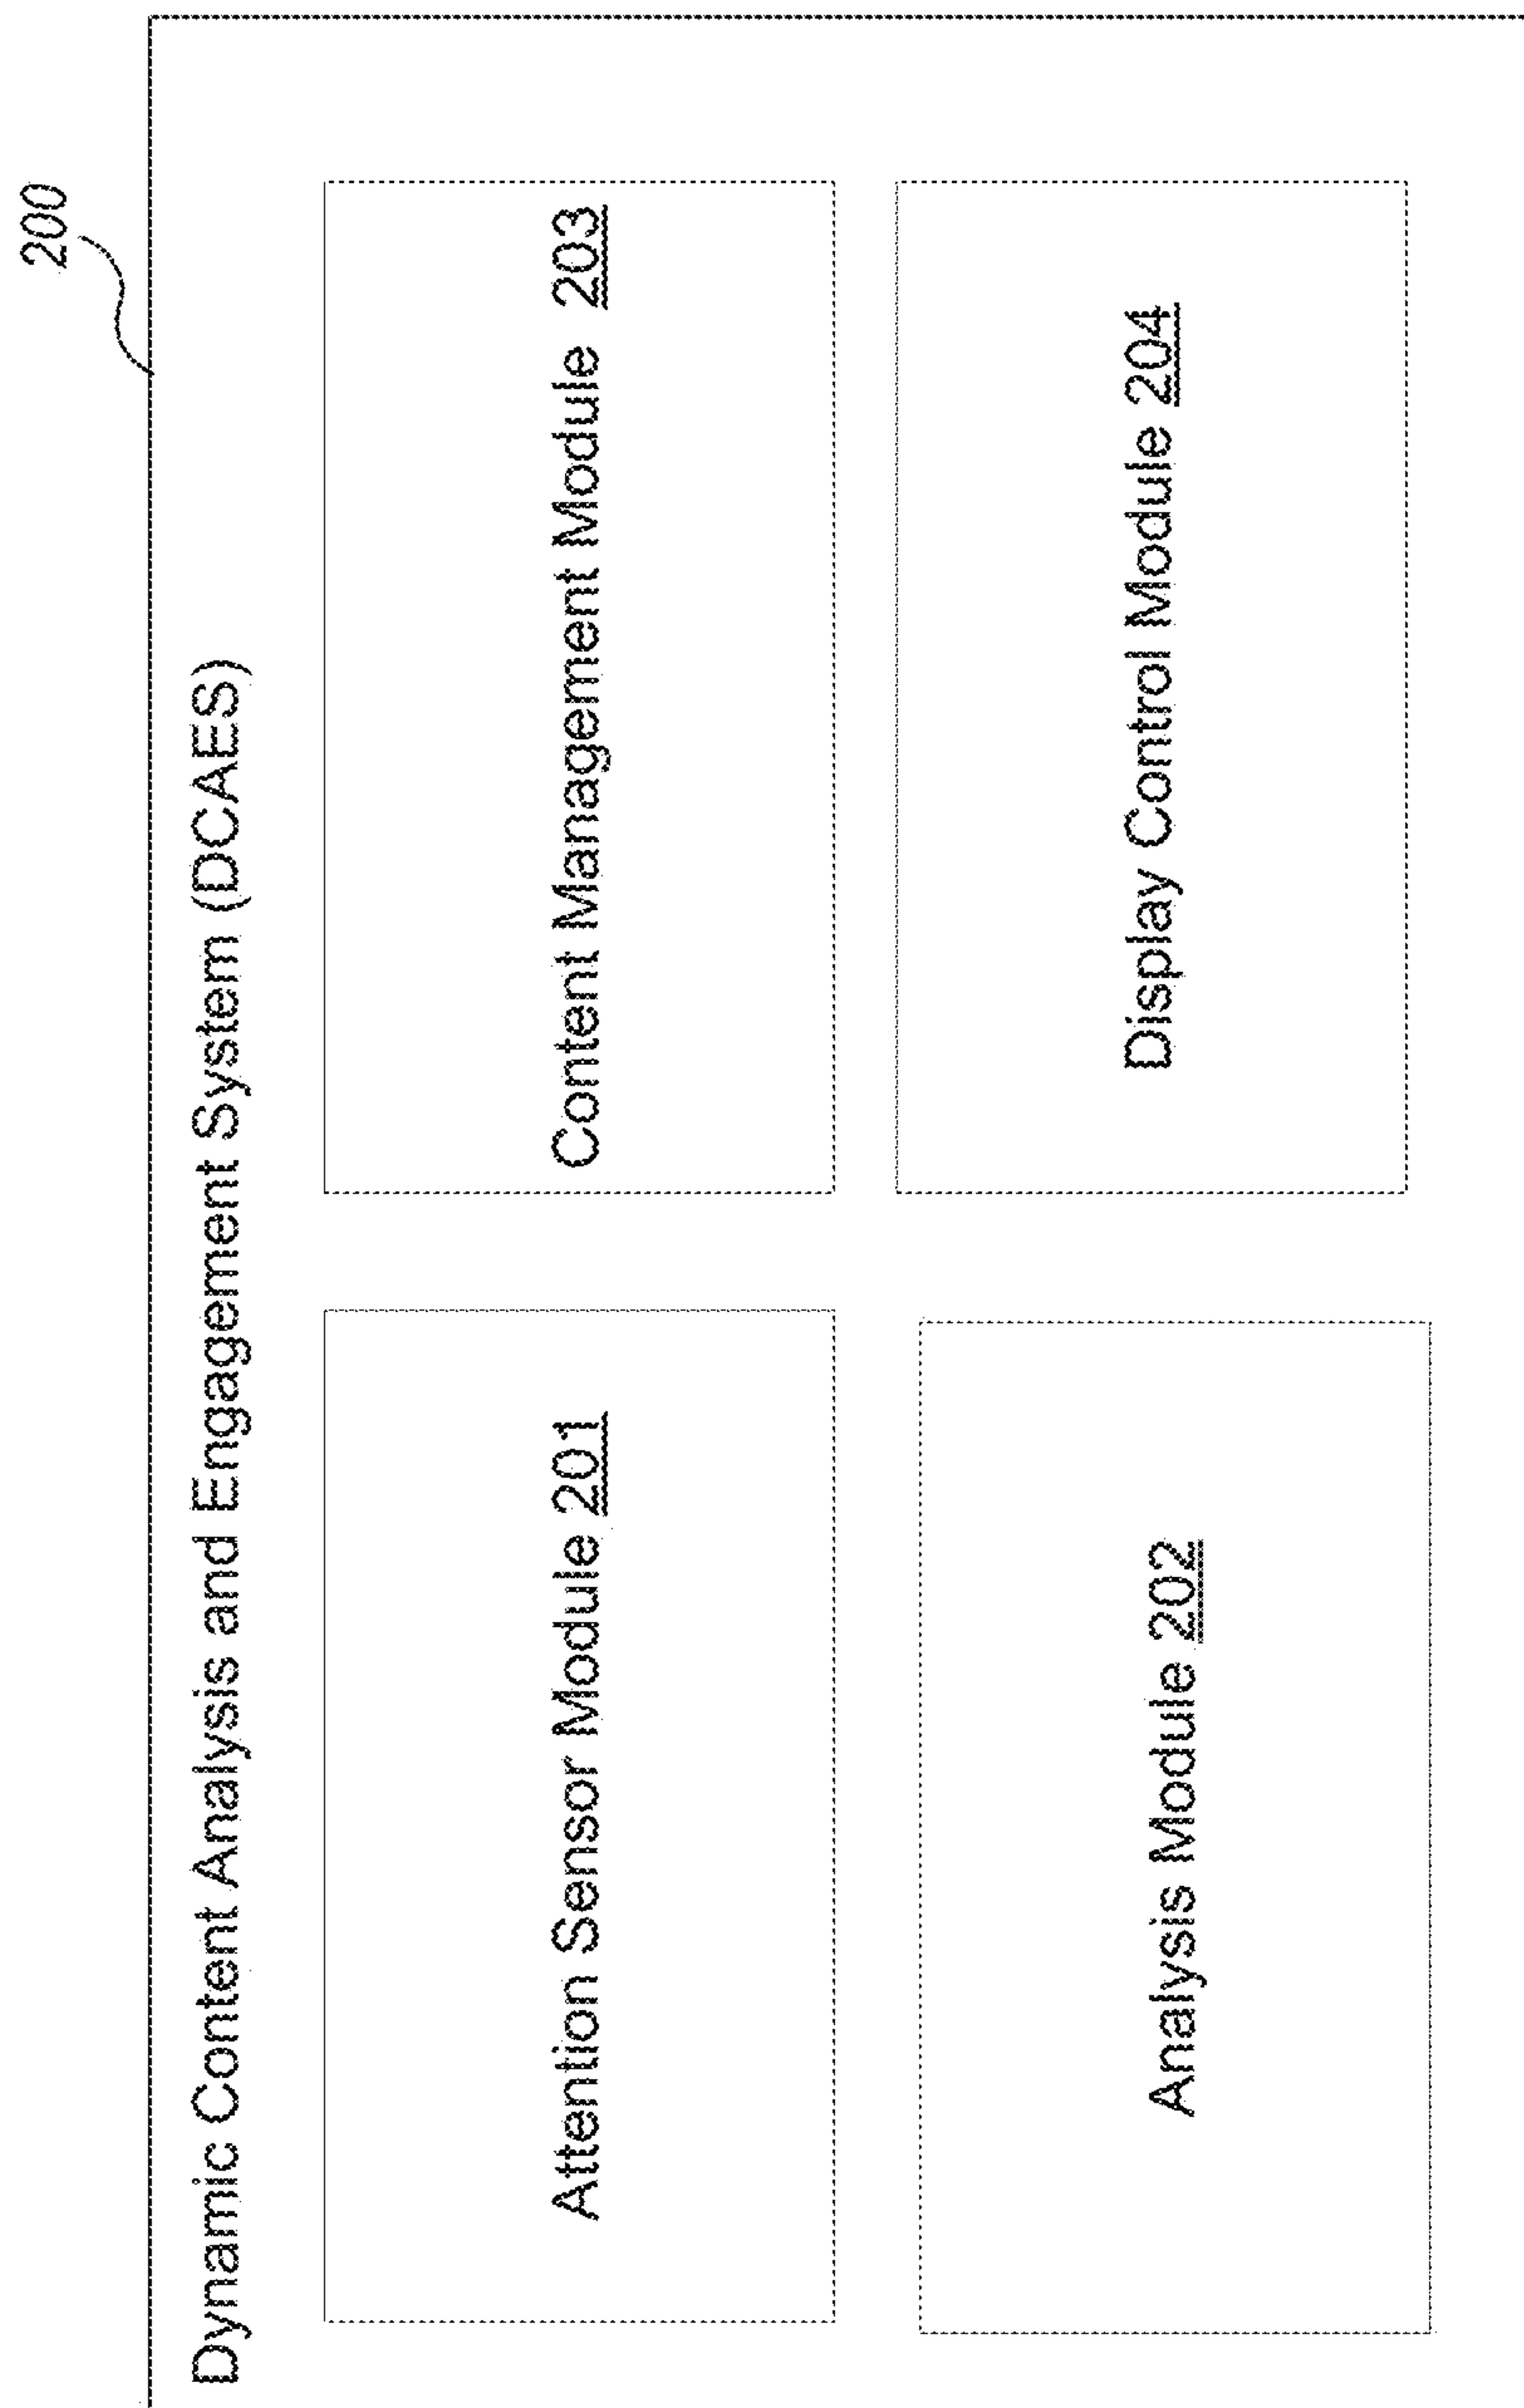 200
Dynamic Content Analysis and Engagement System (DCAES)
Attention Sensor Module 201
Content Management Module 203
Analysis Module 202
Display Control Module 204